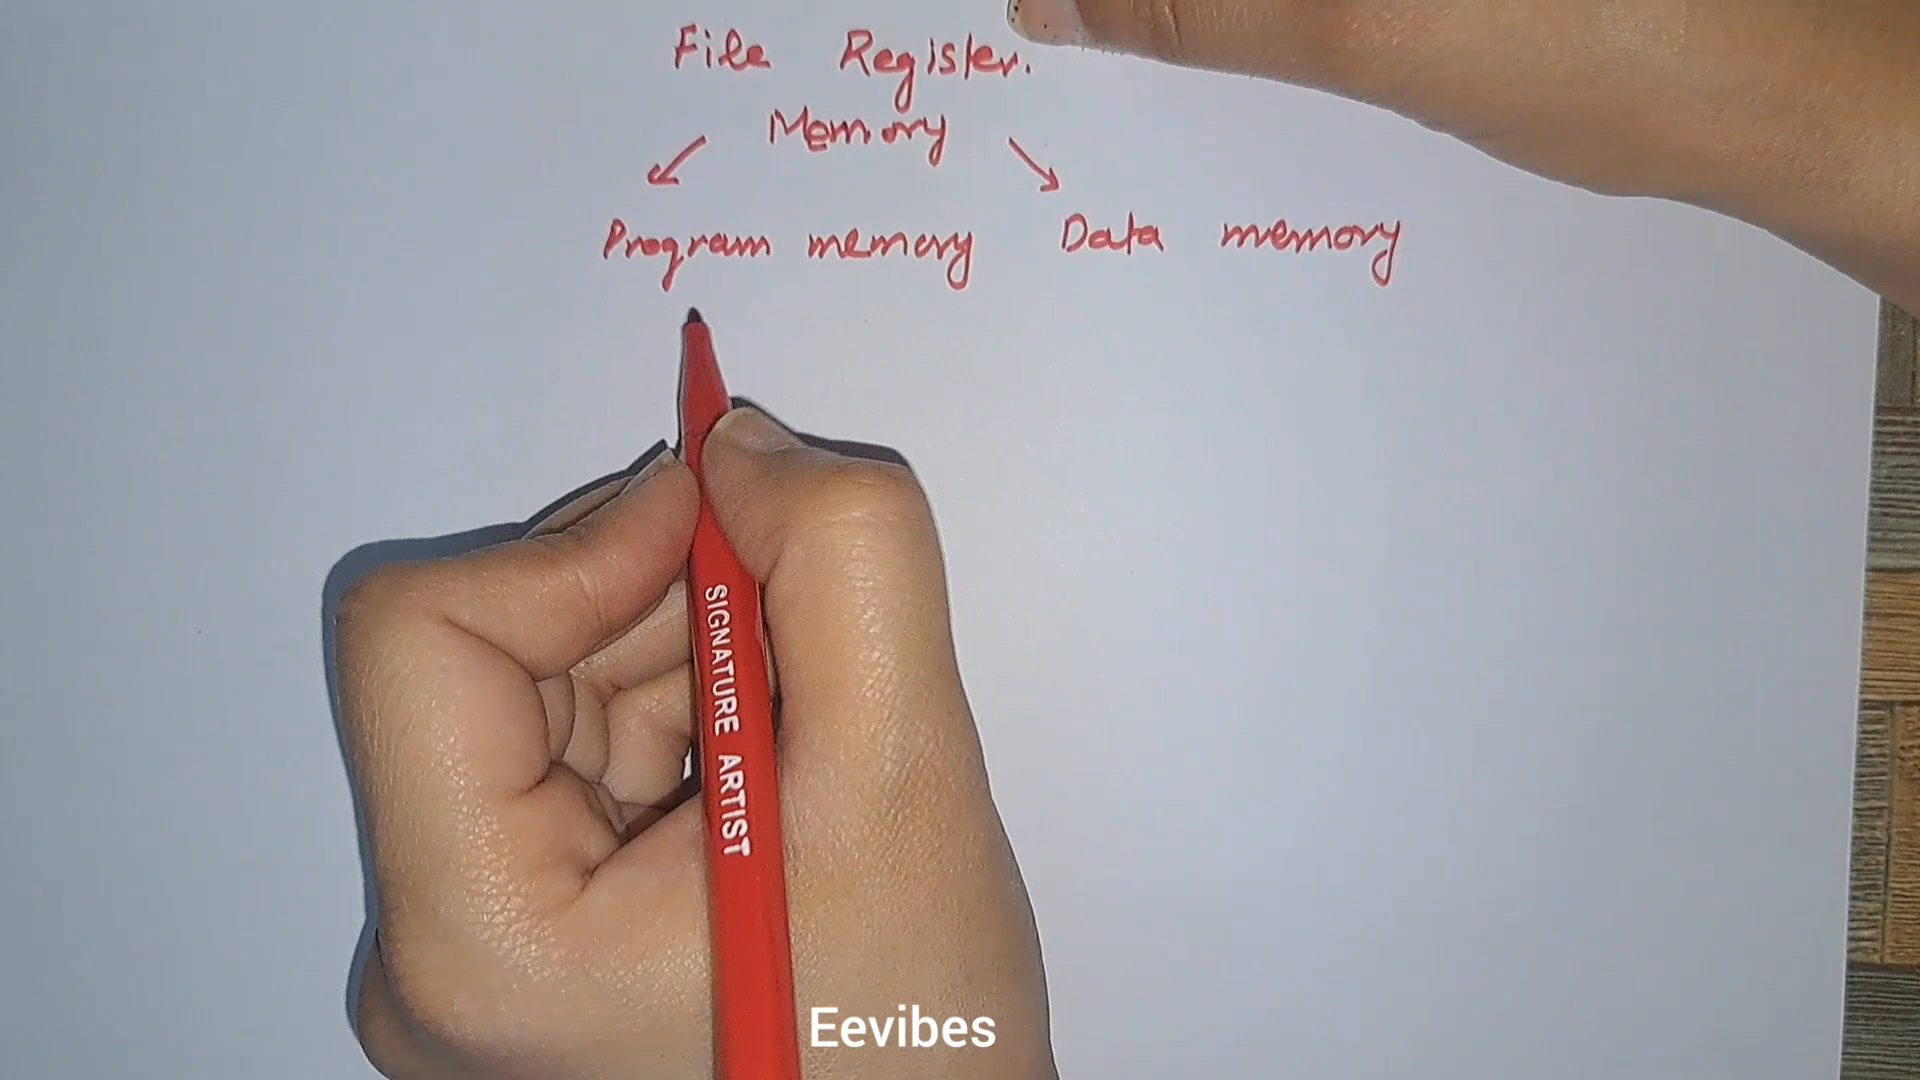 File Register.
Memory
Program memory Data memory
SIGNATURE ARTIST
Eevibes